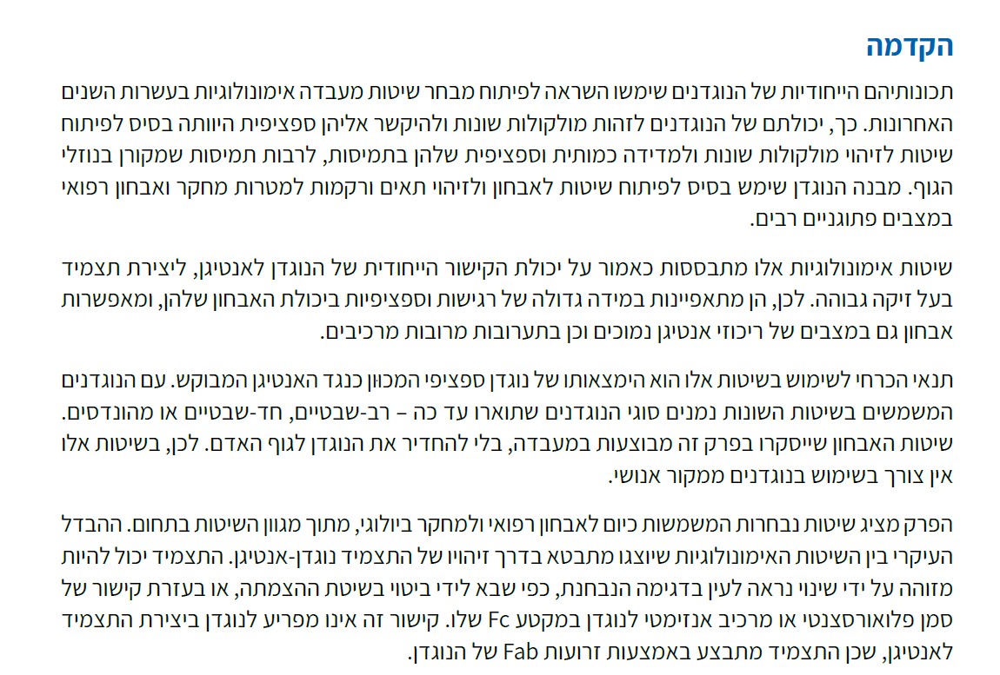 הקדמה
תכונותיהם הייחודיות של הנוגדנים שימשו השראה לפיתוח מבחר שיטות מעבדה אימונולוגיות בעשרות השנים
האחרונות. כך, יכולתם של הנוגדנים לזהות מולקולות שונות ולהיקשר אליהן ספציפית היוותה בסיס לפיתוח
שיטות לזיהוי מולקולות שונות ולמדידה כמותית וספציפית שלהן בתמיסות, לרבות תמיסות שמקורן בנוזלי
הגוף. מבנה הנוגדן שימש בסיס לפיתוח שיטות לאבחון ולזיהוי תאים ורקמות למטרות מחקר ואבחון רפואי
במצבים פתוגניים רבים.
שיטות אימונולוגיות אלו מתבססות כאמור על יכולת הקישור הייחודית של הנוגדן לאנטיגן, ליצירת תצמיד
בעל זיקה גבוהה. לכן, הן מתאפיינות במידה גדולה של רגישות וספציפיות ביכולת האבחון שלהן, ומאפשרות
אבחון גם במצבים של ריכוזי אנטיגן נמוכים וכן בתערובות מרובות מרכיבים.
תנאי הכרחי לשימוש בשיטות אלו הוא הימצאותו של נוגדן ספציפי המכוּון כנגד האנטיגן המבוקש. עם הנוגדנים
המשמשים בשיטות השונות נמנים סוגי הנוגדנים שתוארו עד כה – רב-שבטיים, חד-שבטיים או מהונדסים.
שיטות האבחון שייסקרו בפרק זה מבוצעות במעבדה, בלי להחדיר את הנוגדן לגוף האדם. לכן, בשיטות אלו
אין צורך בשימוש בנוגדנים ממקור אנושי.
הפרק מציג שיטות נבחרות המשמשות כיום לאבחון רפואי ולמחקר ביולוגי, מתוך מגוון השיטות בתחום. ההבדל
העיקרי בין השיטות האימונולוגיות שיוצגו מתבטא בדרך זיהויו של התצמיד נוגדן-אנטיגן. התצמיד יכול להיות
מזוהה על ידי שינוי נראה לעין בדגימה הנבחנת, כפי שבא לידי ביטוי בשיטת ההצמתה, או בעזרת קישור של
סמן פלואורסצנטי או מרכיב אנזימטי לנוגדן במקטע Fc שלו. קישור זה אינו מפריע לנוגדן ביצירת התצמיד
לאנטיגן, שכן התצמיד מתבצע באמצעות זרועות Fab של הנוגדן.